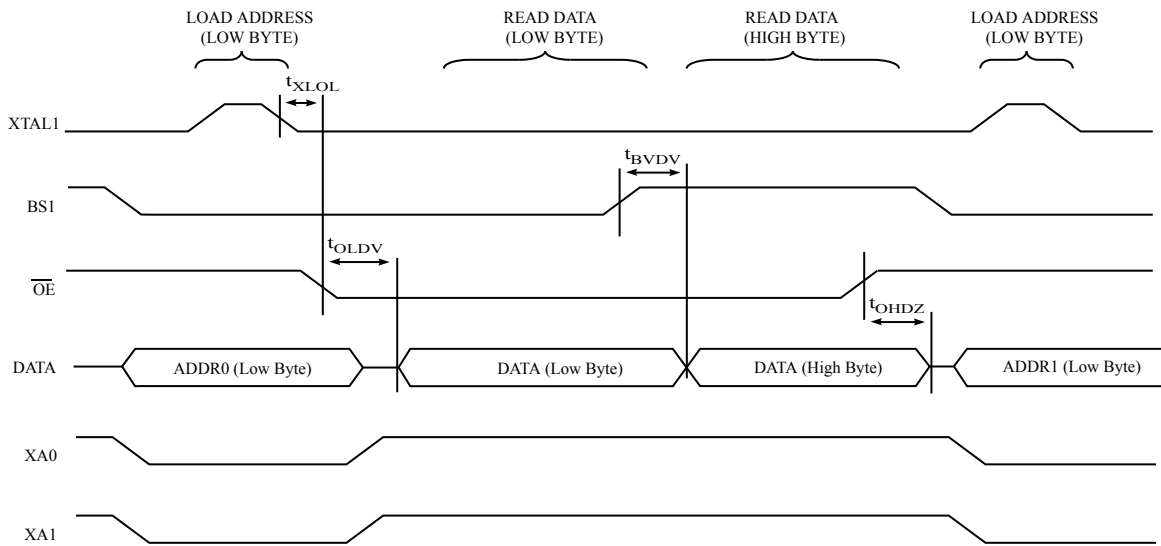 LOAD ADDRESS
(LOW BYTE)
READ DATA
(LOW BYTE)
READ DATA
(HIGH BYTE)
LOAD ADDRESS
(LOW BYTE)
tXLOL
XTAL1
tBVDV
BS1
tOLDV
OE
tOHDZ
DATA
ADDR0 (Low Byte)
DATA (Low Byte)
DATA (High Byte)
ADDR1 (Low Byte)
XA0
XA1